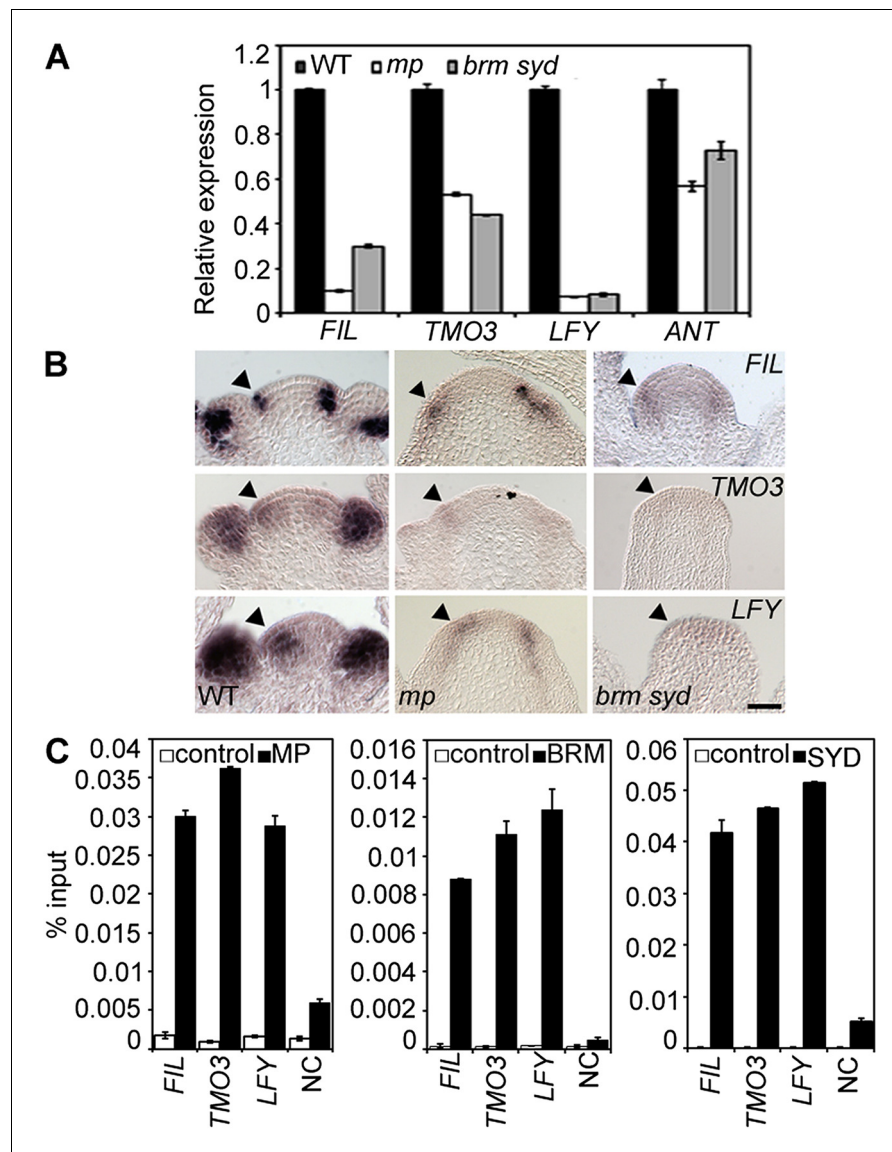 A
1.2
1
0.8
0.6
0.4
0.2
0
Relative expression
WT mp brm syd
FIL TMO3 LFY ANT
B
FIL
TMO3
LFY
WT mp brm syd
C
% input
0.04
0.035
0.03
0.025
0.02
0.015
0.01
0.005
0
control MP
FIL TMO3 LFY NC
0.016
0.014
0.012
0.01
0.008
0.006
0.004
0.002
0
control BRM
FIL TMO3 LFY NC
0.06
0.05
0.04
0.03
0.02
0.01
0
control SYD
FIL TMO3 LFY NC